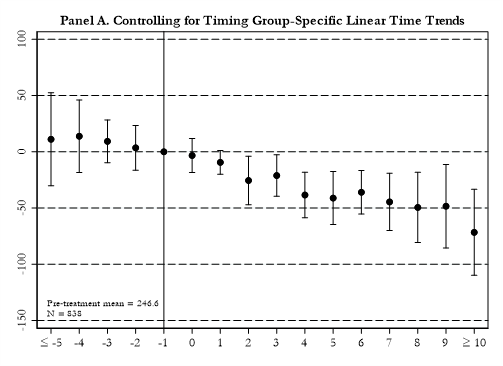 Panel A. Controlling for Timing Group-Specific Linear Time Trends
100
50
0
-50
-100
-150
Pre-treatment mean = 246.6
N = 838
≤ -5 -4 -3 -2 -1 0 1 2 3 4 5 6 7 8 9 ≥ 10